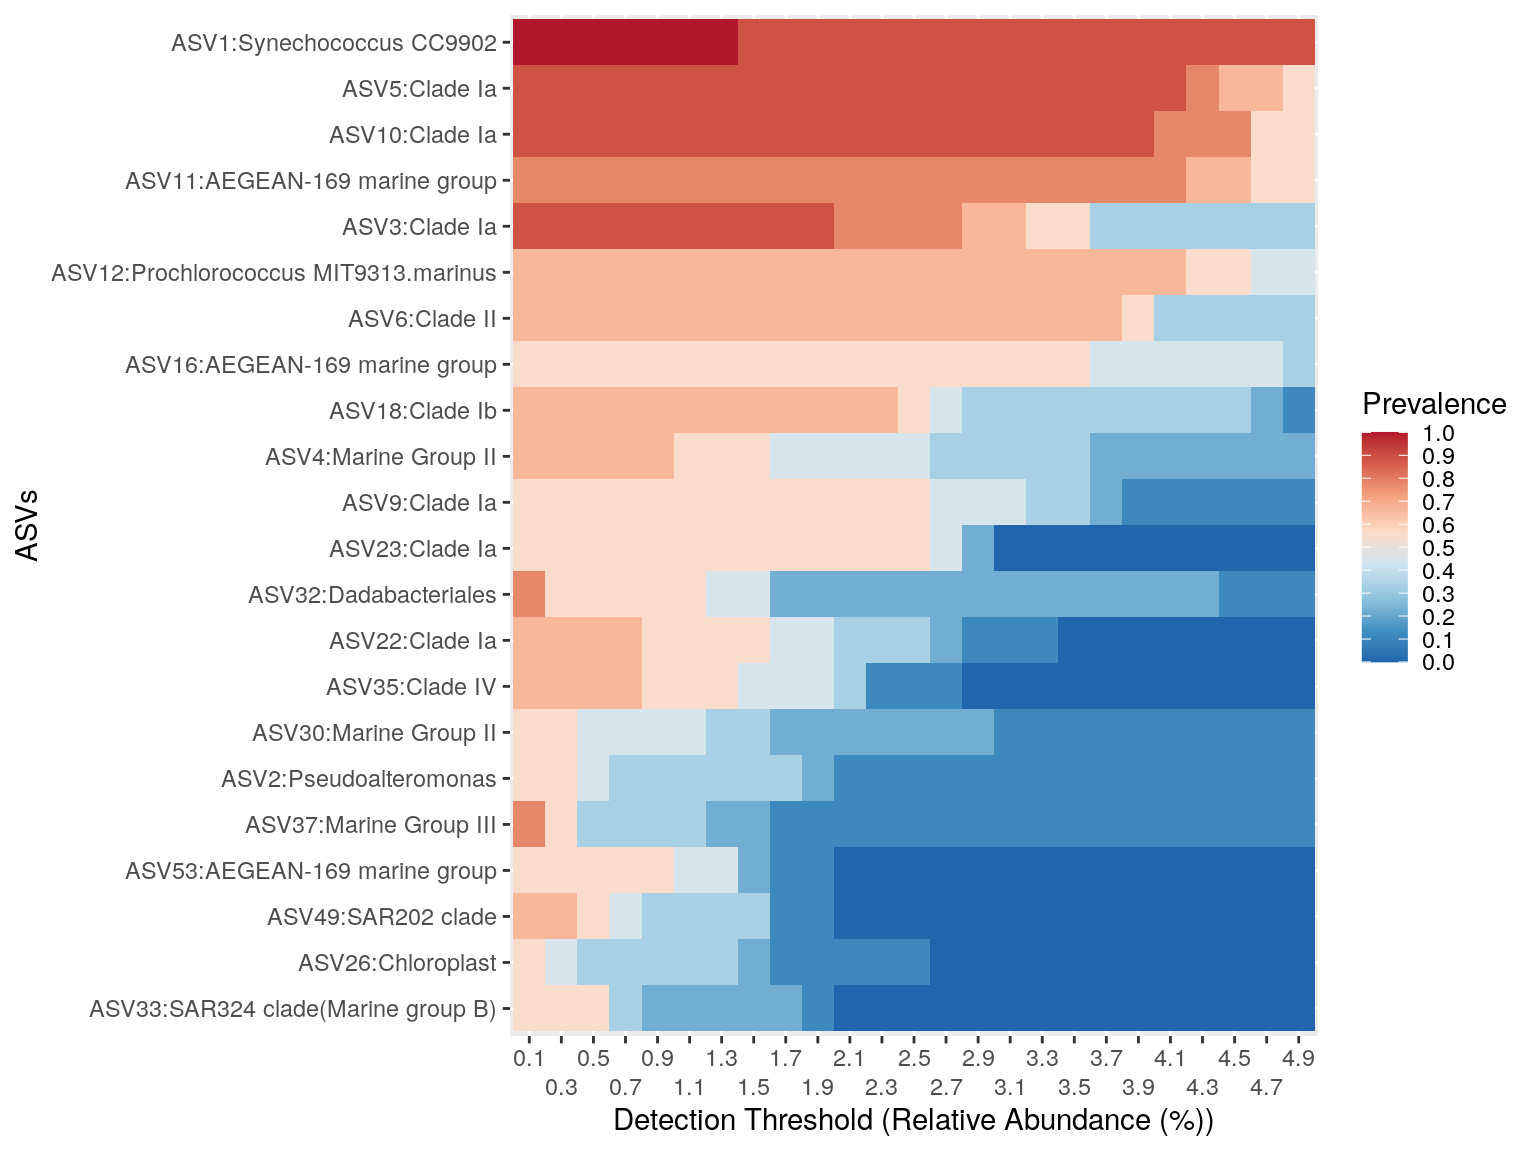 ASV1:Synechococcus CC9902
ASV5:Clade Ia
ASV10:Clade Ia
ASV11:AEGEAN-169 marine group
ASV3:Clade Ia
ASV12:Prochlorococcus MIT9313.marinus
ASV6:Clade II
ASV16:AEGEAN-169 marine group
ASV18:Clade Ib
ASV4:Marine Group II
ASV9:Clade Ia
ASV23:Clade Ia
ASV32:Dadabacteriales
ASV22:Clade Ia
ASV35:Clade IV
ASV30:Marine Group II
ASV2:Pseudoalteromonas
ASV37:Marine Group III
ASV53:AEGEAN-169 marine group
ASV49:SAR202 clade
ASV26:Chloroplast
ASV33:SAR324 clade(Marine group B)
ASVs
0.1 0.5 0.9 1.3 1.7 2.1 2.5 2.9 3.3 3.7 4.1 4.5 4.9
0.3 0.7 1.1 1.5 1.9 2.3 2.7 3.1 3.5 3.9 4.3 4.7
Detection Threshold (Relative Abundance (%))
Prevalence
1.0
0.9
0.8
0.7
0.6
0.5
0.4
0.3
0.2
0.1
0.0